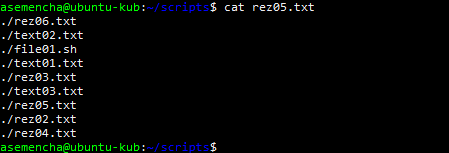 asemencha@ubuntu-kub:~/scripts$ cat rez05.txt
./rez06.txt
./text02.txt
./file01.sh
./text01.txt
./rez03.txt
./text03.txt
./rez05.txt
./rez02.txt
./rez04.txt
asemencha@ubuntu-kub:~/scripts$